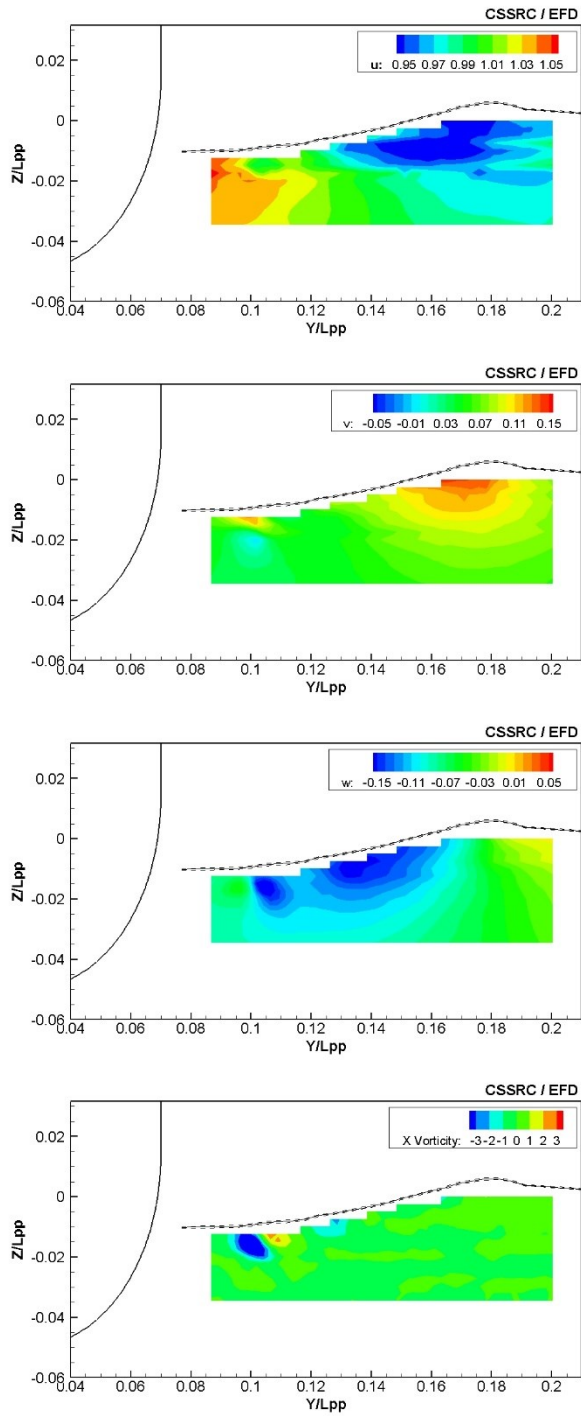 CSSRC / EFD
u: 0.95 0.97 0.99 1.01 1.03 1.05
0.02
0
-0.02
-0.04
-0.06
Z/Lpp
0.04 0.06 0.08 0.1 0.12 0.14 0.16 0.18 0.2
Y/Lpp
CSSRC / EFD
v: -0.05 -0.01 0.03 0.07 0.11 0.15
0.02
0
-0.02
-0.04
-0.06
Z/Lpp
0.04 0.06 0.08 0.1 0.12 0.14 0.16 0.18 0.2
Y/Lpp
CSSRC / EFD
w: -0.15 -0.11 -0.07 -0.03 0.01 0.05
0.02
0
-0.02
-0.04
-0.06
Z/Lpp
0.04 0.06 0.08 0.1 0.12 0.14 0.16 0.18 0.2
Y/Lpp
CSSRC / EFD
X Vorticity: -3 -2 -1 0 1 2 3
0.02
0
-0.02
-0.04
-0.06
Z/Lpp
0.04 0.06 0.08 0.1 0.12 0.14 0.16 0.18 0.2
Y/Lpp